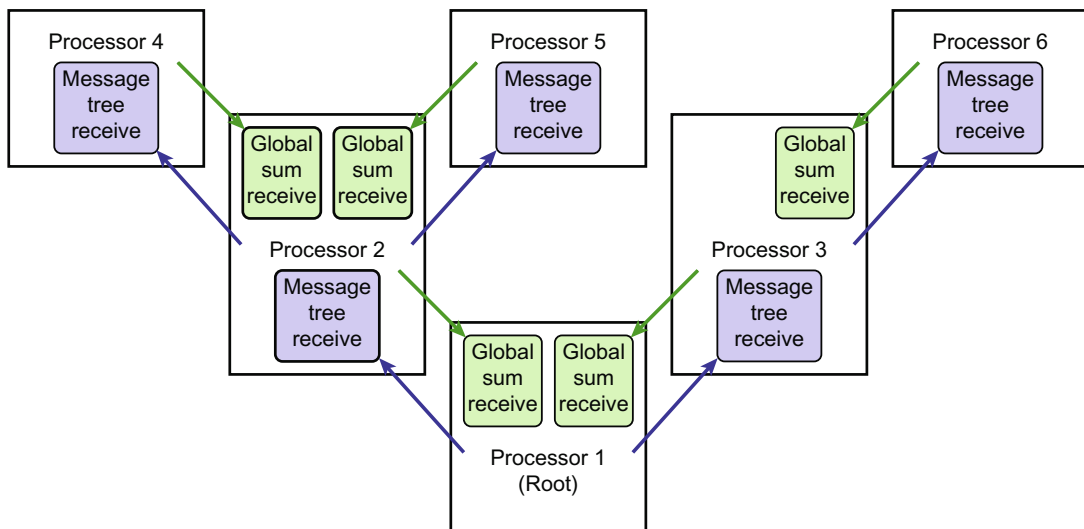 Processor 4
Message
tree
receive
Processor 5
Message
tree
receive
Processor 6
Message
tree
receive
Global
sum
receive
Global
sum
receive
Processor 2
Message
tree
receive
Global
sum
receive
Processor 3
Message
tree
receive
Global
sum
receive
Global
sum
receive
Processor 1
(Root)